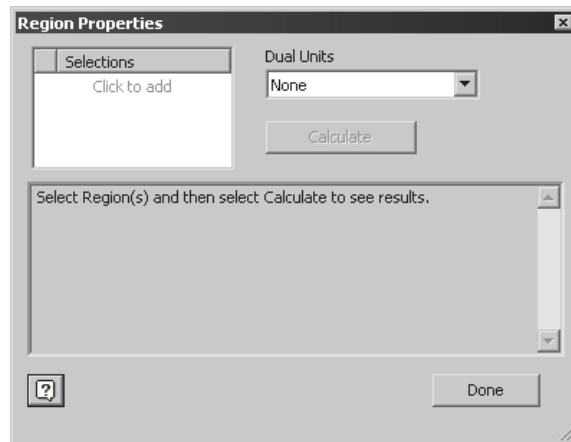 Region Properties
Selections
Click to add
Dual Units
None
Calculate
Select Region(s) and then select Calculate to see results.
Done